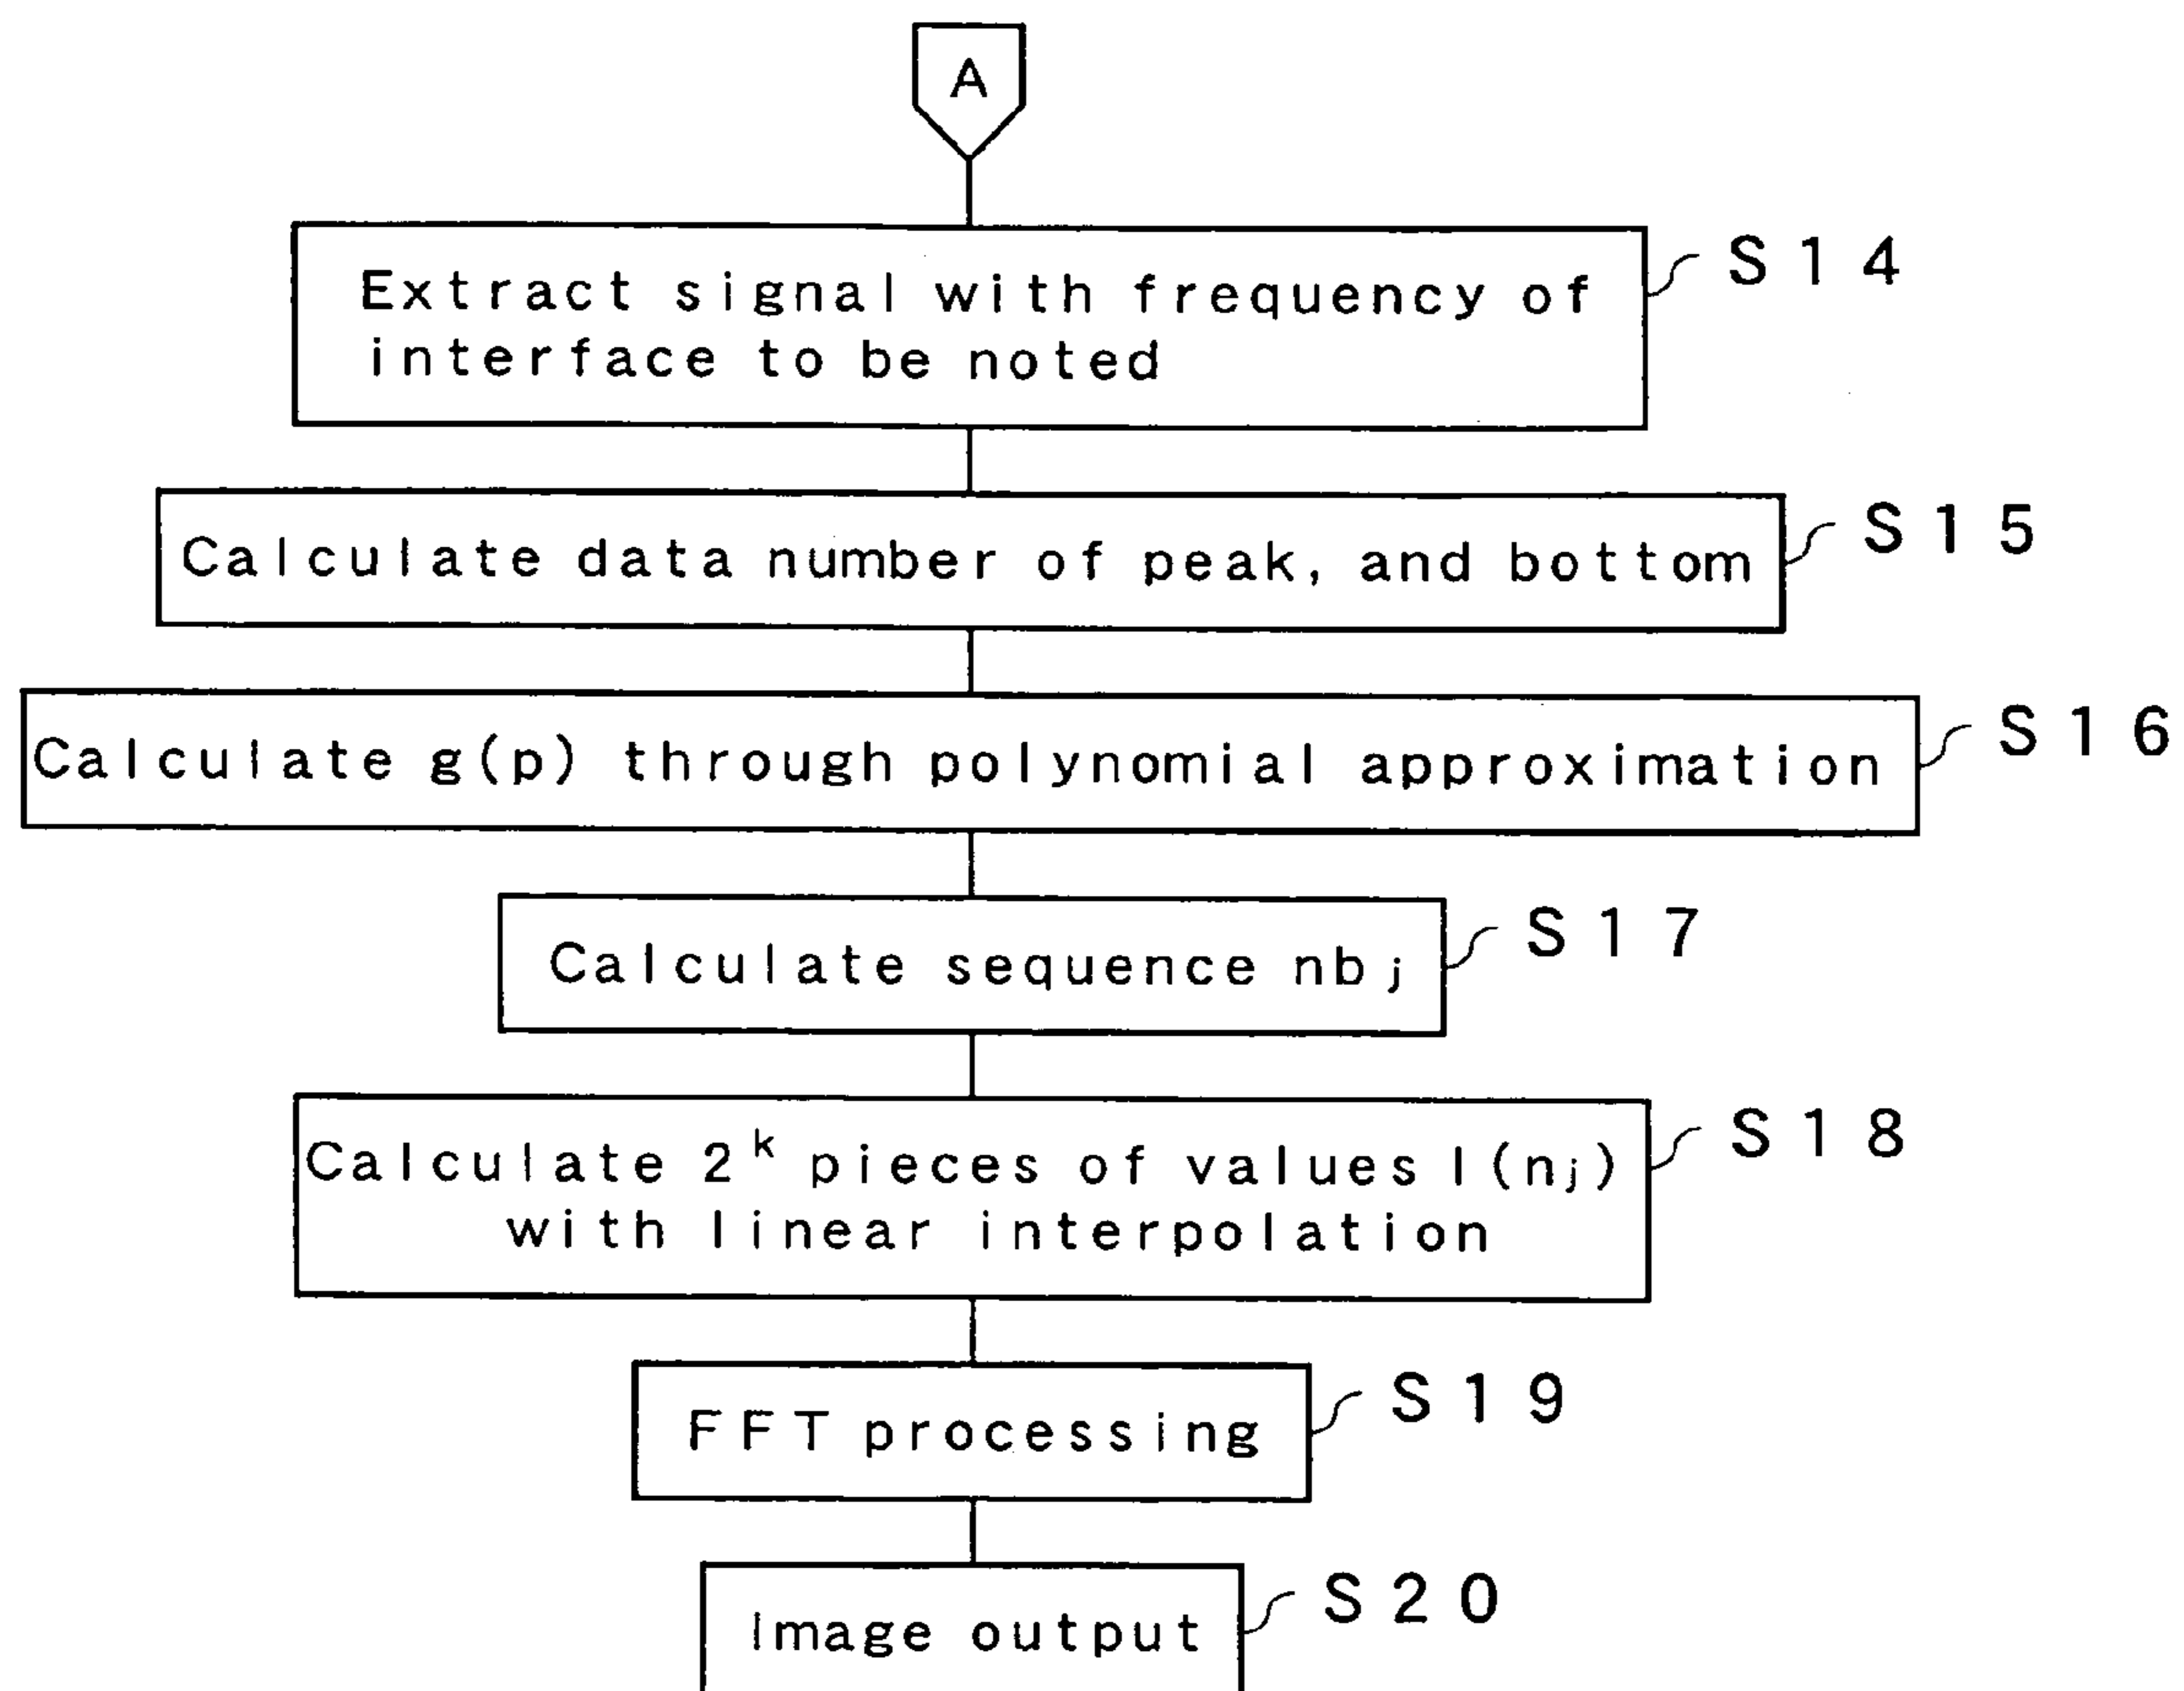 A
Extract signal with frequency of
interface to be noted
S14
Calculate data number of peak, and bottom
S15
Calculate g(p) through polynomial approximation
S16
Calculate sequence nbj
S17
Calculate 2^k pieces of values I(nj)
with linear interpolation
S18
FFT processing
S19
Image output
S20